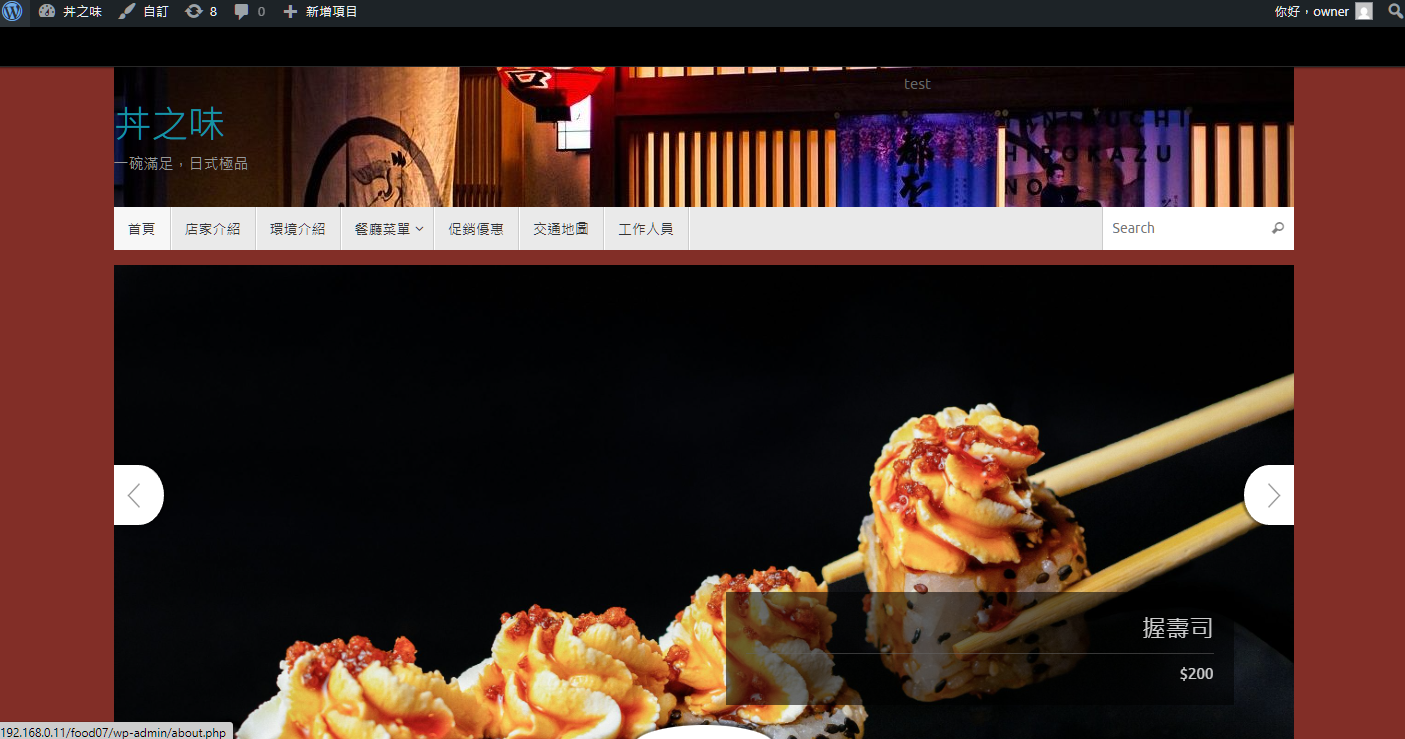 丼之味 自訂 8 0 新增項目 你好，owner
test
丼之味
一碗滿足，日式極品
HIROKAZU
NO
首頁 店家介紹 環境介紹 餐廳菜單 促銷優惠 交通地圖 工作人員 Search
握壽司
$200
192.168.0.11/food07/wp-admin/about.php